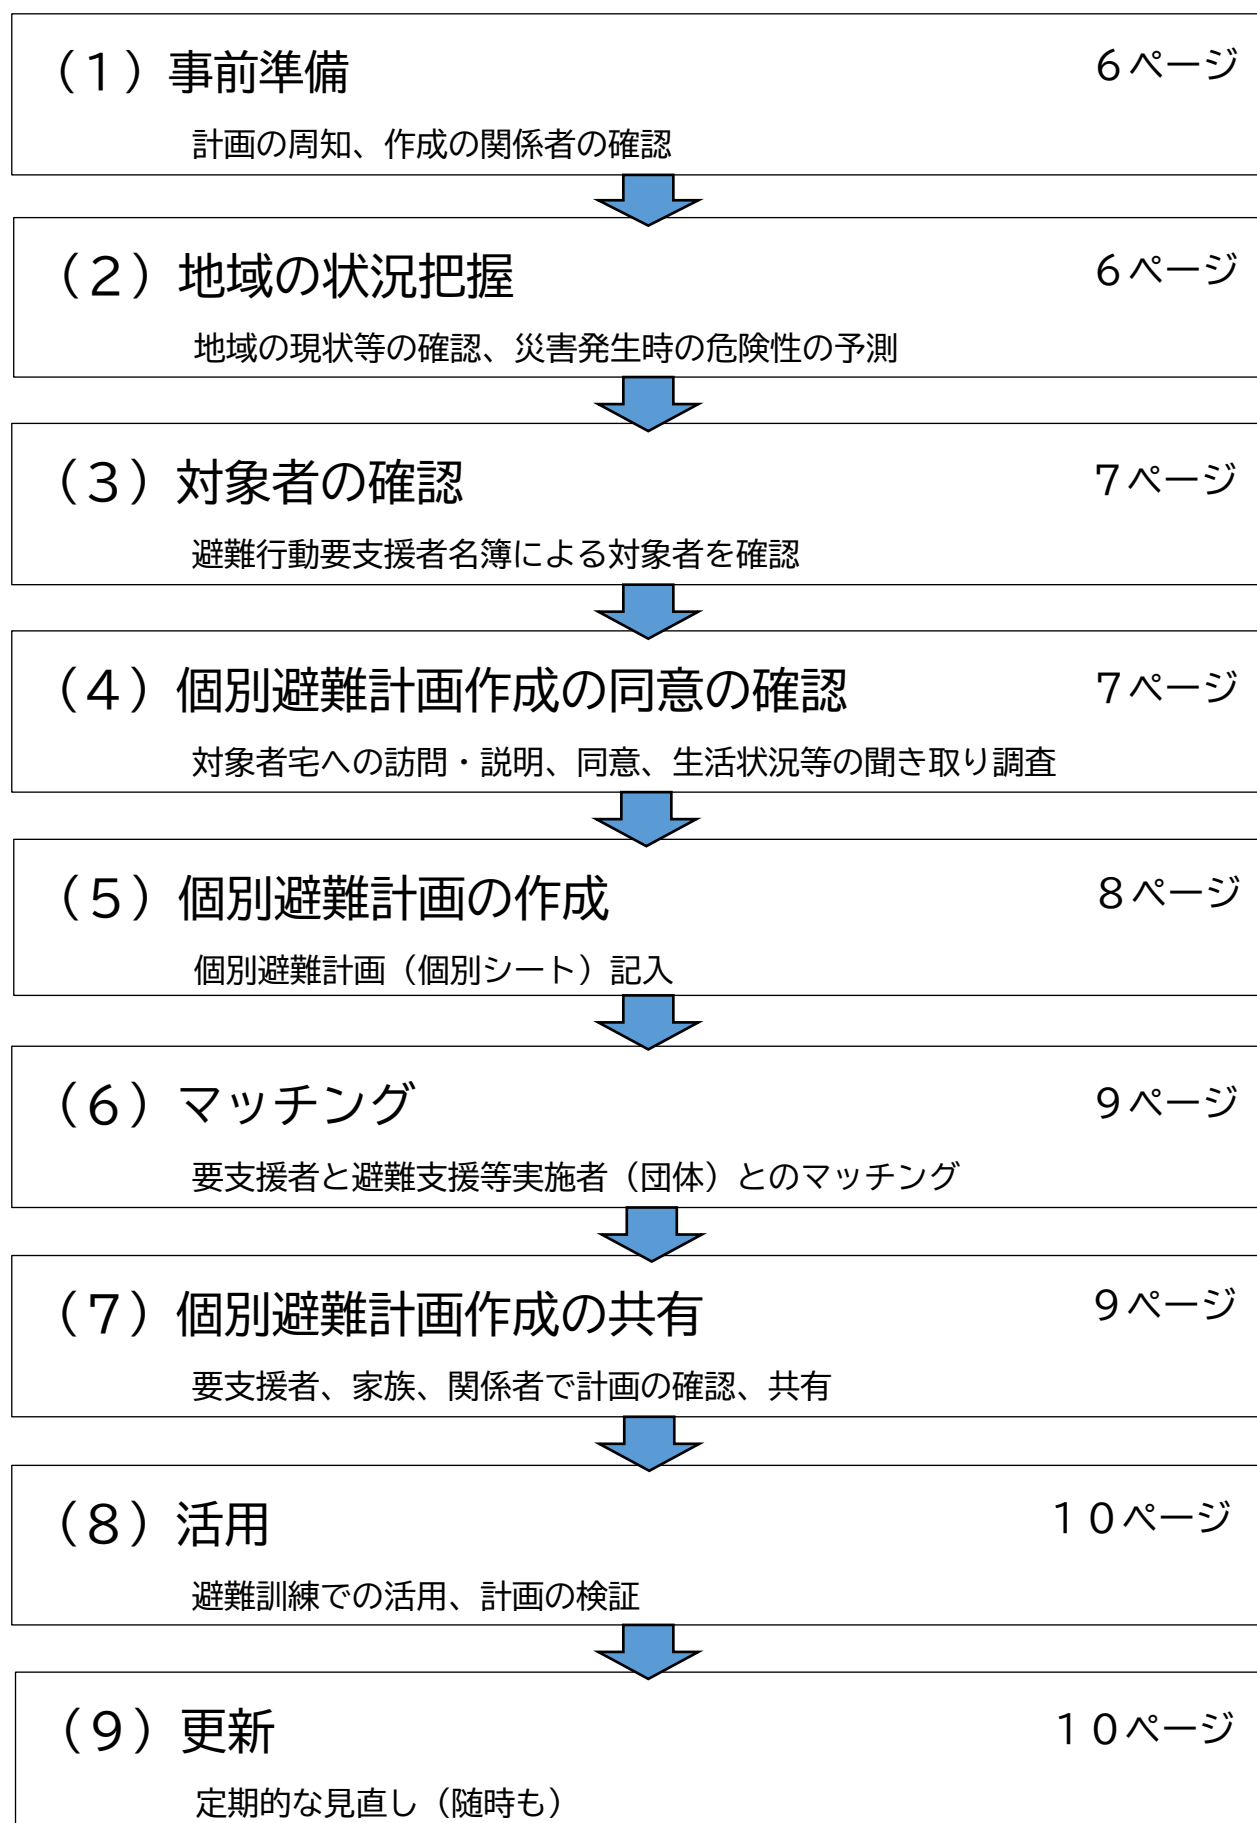 （１）事前準備 ６ページ
計画の周知、作成の関係者の確認
（２）地域の状況把握 ６ページ
地域の現状等の確認、災害発生時の危険性の予測
（３）対象者の確認 ７ページ
避難行動要支援者名簿による対象者を確認
（４）個別避難計画作成の同意の確認 ７ページ
対象者宅への訪問・説明、同意、生活状況等の聞き取り調査
（５）個別避難計画の作成 ８ページ
個別避難計画（個別シート）記入
（６）マッチング ９ページ
要支援者と避難支援等実施者（団体）とのマッチング
（７）個別避難計画作成の共有 ９ページ
要支援者、家族、関係者で計画の確認、共有
（８）活用 １０ページ
避難訓練での活用、計画の検証
（９）更新 １０ページ
定期的な見直し（随時も）